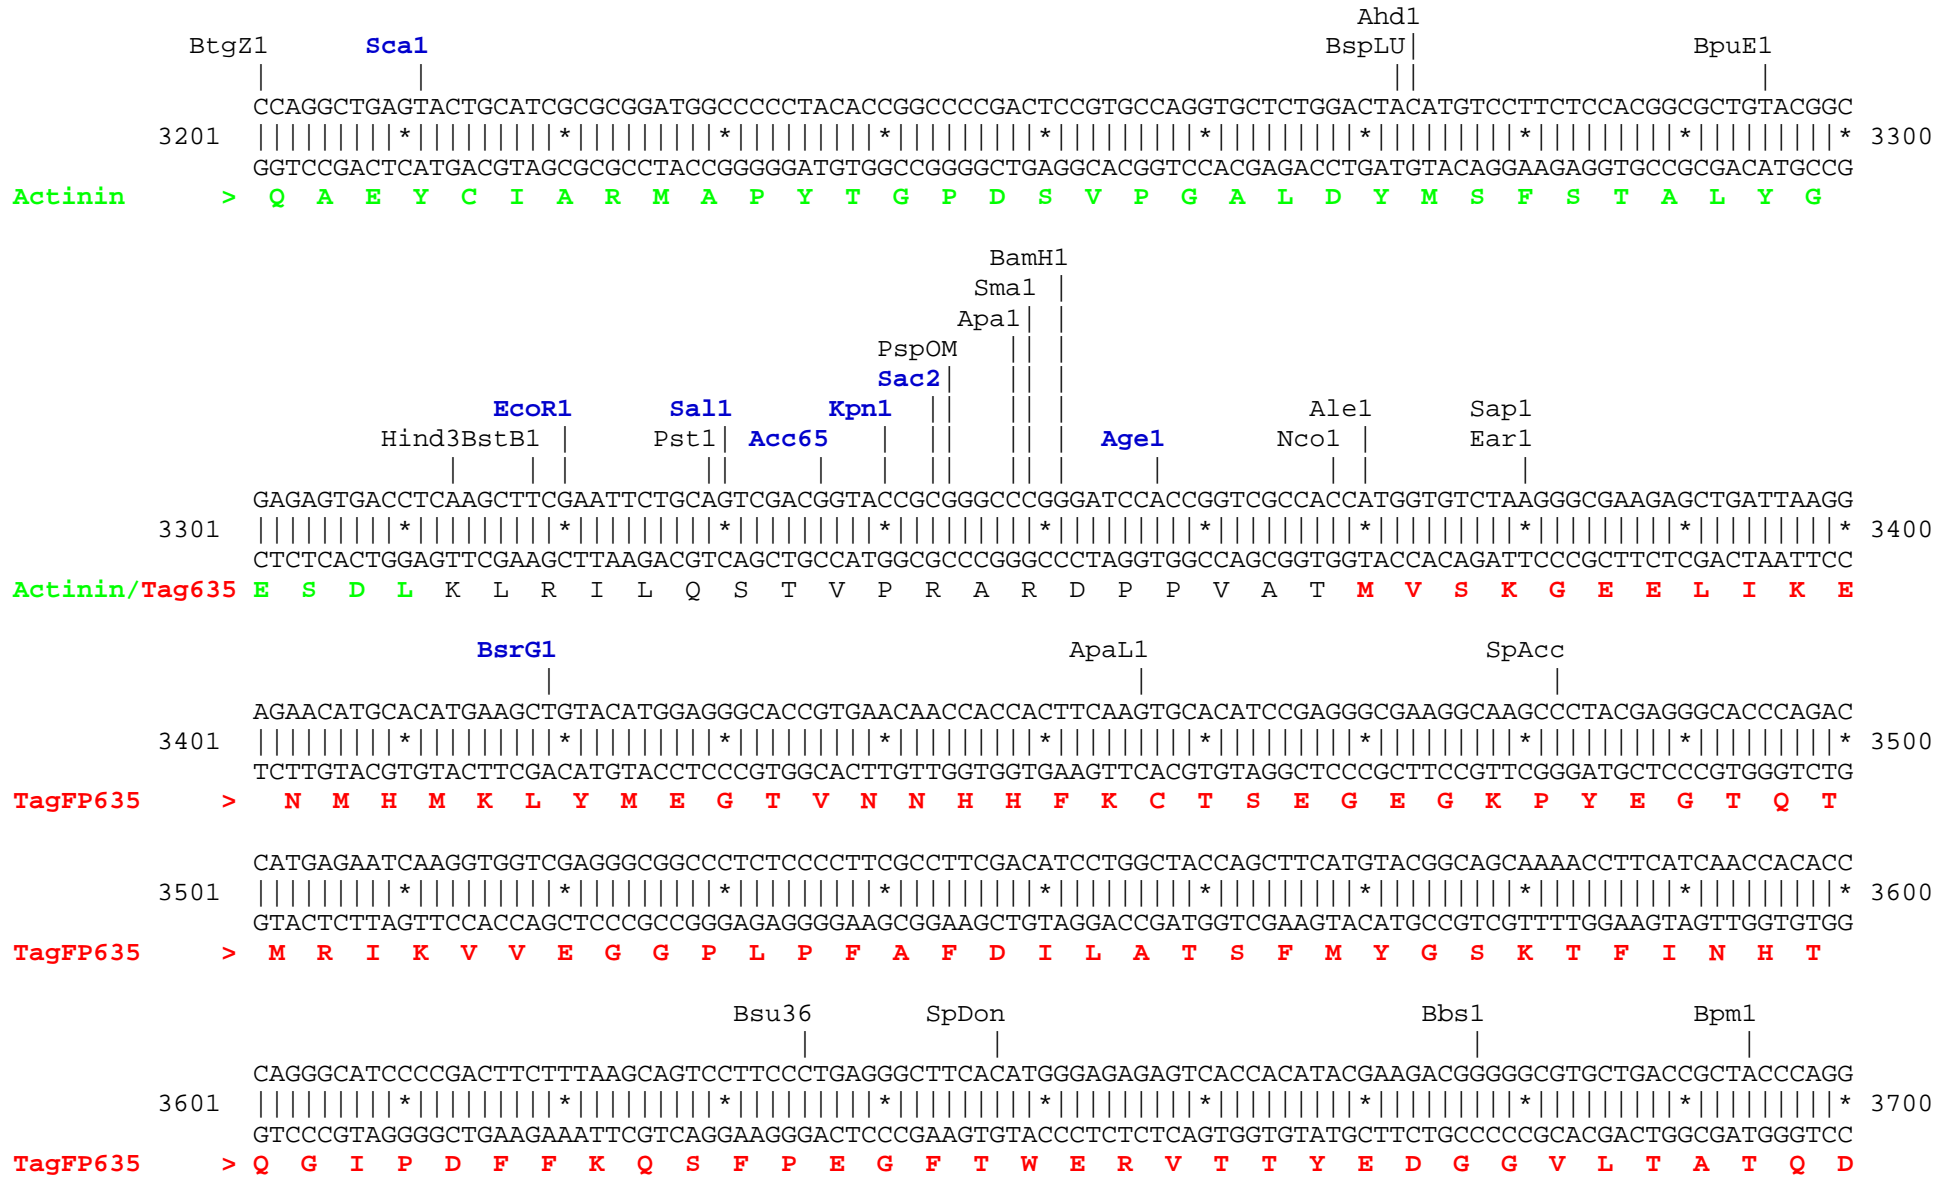 Ahd1
BtgZ1 Sca1 BspLU| BpuE1
| | || |
CCAGGCTGAGTACTGCATCGCGCGGATGGCCCCCTACACCGGCCCCGACTCCGTGCCAGGTGCTCTGGACTACATGTCCTTCTCCACGGCGCTGTACGGC
3201 |||||||||*|||||||||*|||||||||*|||||||||*|||||||||*|||||||||*|||||||||*|||||||||*|||||||||*|||||||||* 3300
GGTCCGACTCATGACGTAGCGCGCCTACCGGGGGATGTGGCCGGGGCTGAGGCACGGTCCACGAGACCTGATGTACAGGAAGAGGTGCCGCGACATGCCG
Actinin > Q A E Y C I A R M A P Y T G P D S V P G A L D Y M S F S T A L Y G
BamH1
Sma1 |
Apa1| |
PspOM || |
Sac2| || |
EcoR1 Sal1 Kpn1 || || | Ale1 Sap1
Hind3BstB1 | Pst1| Acc65 | || || | Age1 Nco1 | Ear1
| | | || | | || || | | | | |
GAGAGTGACCTCAAGCTTCGAATTCTGCAGTCGACGGTACCGCGGGCCCGGGATCCACCGGTCGCCACCATGGTGTCTAAGGGCGAAGAGCTGATTAAGG
3301 |||||||||*|||||||||*|||||||||*|||||||||*|||||||||*|||||||||*|||||||||*|||||||||*|||||||||*|||||||||* 3400
CTCTCACTGGAGTTCGAAGCTTAAGACGTCAGCTGCCATGGCGCCCGGGCCCTAGGTGGCCAGCGGTGGTACCACAGATTCCCGCTTCTCGACTAATTCC
Actinin/Tag635 E S D L K L R I L Q S T V P R A R D P P V A T M V S K G E E L I K E
BsrG1 ApaL1 SpAcc
| | |
AGAACATGCACATGAAGCTGTACATGGAGGGCACCGTGAACAACCACCACTTCAAGTGCACATCCGAGGGCGAAGGCAAGCCCTACGAGGGCACCCAGAC
3401 |||||||||*|||||||||*|||||||||*|||||||||*|||||||||*|||||||||*|||||||||*|||||||||*|||||||||*|||||||||* 3500
TCTTGTACGTGTACTTCGACATGTACCTCCCGTGGCACTTGTTGGTGGTGAAGTTCACGTGTAGGCTCCCGCTTCCGTTCGGGATGCTCCCGTGGGTCTG
TagFP635 > N M H M K L Y M E G T V N N H H F K C T S E G E G K P Y E G T Q T
CATGAGAATCAAGGTGGTCGAGGGCGGCCCTCTCCCCTTCGCCTTCGACATCCTGGCTACCAGCTTCATGTACGGCAGCAAAACCTTCATCAACCACACC
3501 |||||||||*|||||||||*|||||||||*|||||||||*|||||||||*|||||||||*|||||||||*|||||||||*|||||||||*|||||||||* 3600
GTACTCTTAGTTCCACCAGCTCCCGCCGGGAGAGGGGAAGCGGAAGCTGTAGGACCGATGGTCGAAGTACATGCCGTCGTTTTGGAAGTAGTTGGTGTGG
TagFP635 > M R I K V V E G G P L P F A F D I L A T S F M Y G S K T F I N H T
Bsu36 SpDon Bbs1 Bpm1
| | | |
CAGGGCATCCCCGACTTCTTTAAGCAGTCCTTCCCTGAGGGCTTCACATGGGAGAGAGTCACCACATACGAAGACGGGGGCGTGCTGACCGCTACCCAGG
3601 |||||||||*|||||||||*|||||||||*|||||||||*|||||||||*|||||||||*|||||||||*|||||||||*|||||||||*|||||||||* 3700
GTCCCGTAGGGGCTGAAGAAATTCGTCAGGAAGGGACTCCCGAAGTGTACCCTCTCTCAGTGGTGTATGCTTCTGCCCCCGCACGACTGGCGATGGGTCC
TagFP635 > Q G I P D F F K Q S F P E G F T W E R V T T Y E D G G V L T A T Q D